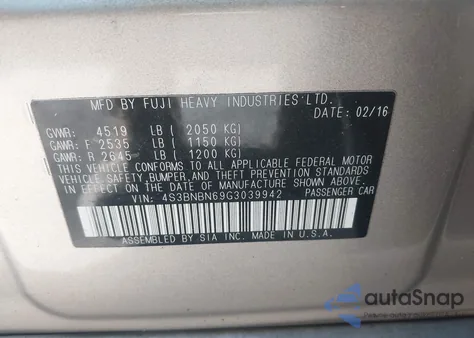 MFD BY FUJI HEAVY INDUSTRIES LTD.
DATE: 02/16
GVWR: 4519 LB ( 2050 KG)
GAWR: F 2535 LB ( 1150 KG)
GAWR: R 2645 LB ( 1200 KG)
THIS VEHICLE CONFORMS TO ALL APPLICABLE FEDERAL MOTOR
VEHICLE SAFETY, BUMPER, AND THEFT PREVENTION STANDARDS
IN EFFECT ON THE DATE OF MANUFACTURE SHOWN ABOVE.
VIN: 4S3BNBN69G3039942 PASSENGER CAR
ASSEMBLED BY SIA INC. MADE IN U.S.A.
autoSnap